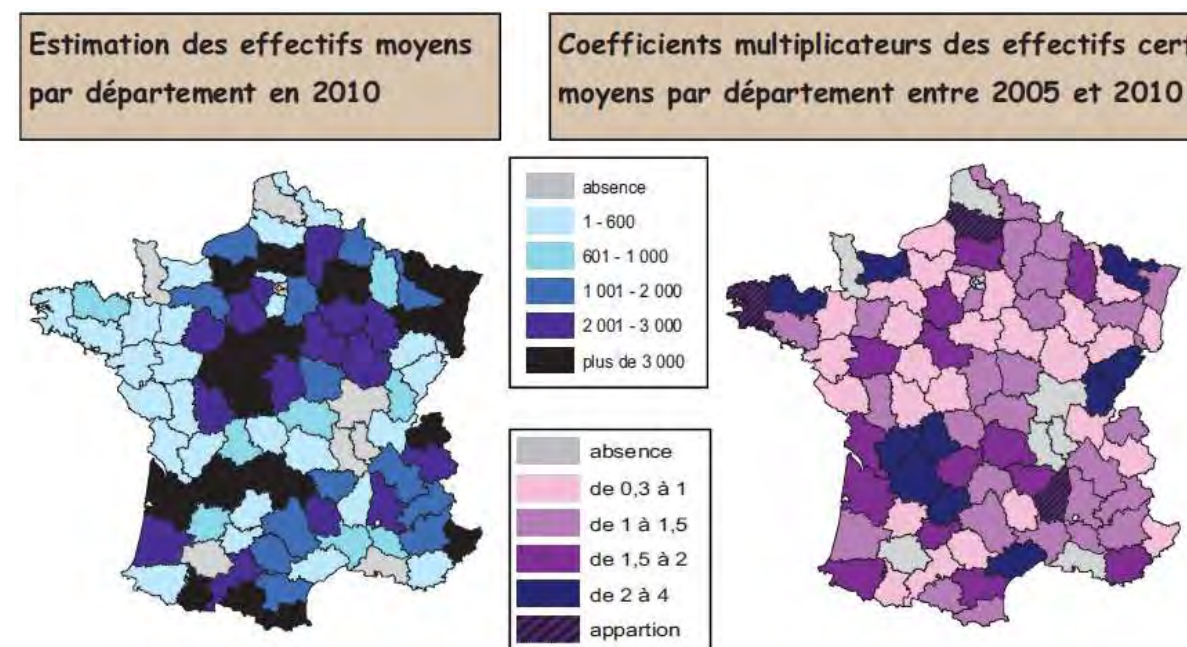 Estimation des effectifs moyens
par département en 2010
Coefficients multiplicateurs des effectifs cert
moyens par département entre 2005 et 2010
absence
1 - 600
601 - 1 000
1 001 - 2 000
2 001 - 3 000
plus de 3 000
absence
de 0,3 à 1
de 1 à 1,5
de 1,5 à 2
de 2 à 4
appartion